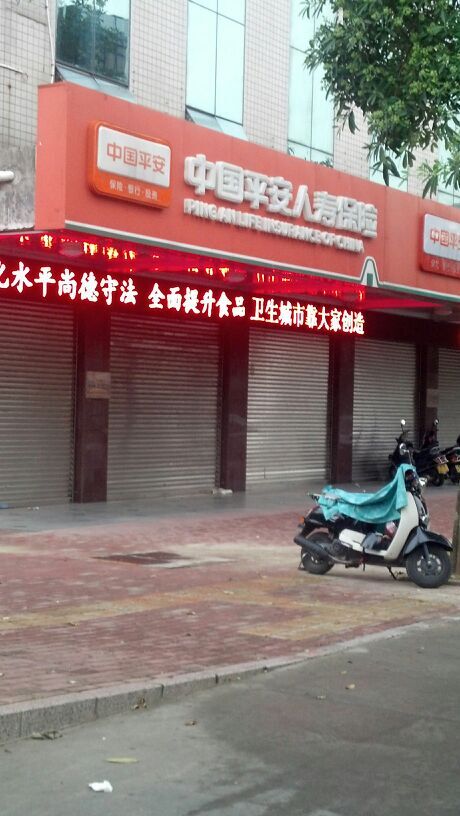 中国平安
保险·银行·投资
中国平安人寿保险
PING AN LIFE INSURANCE OF CHINA
中国平
化水平尚德守法 全面提升食品 卫生城市靠大家创造